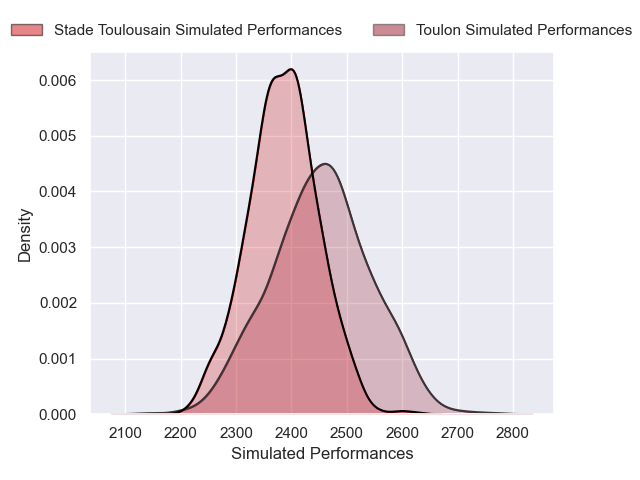 Stade Toulousain Simulated Performances Toulon Simulated Performances
0.006
0.005
0.004
0.003
0.002
0.001
0.000
Density
2100 2200 2300 2400 2500 2600 2700 2800
Simulated Performances